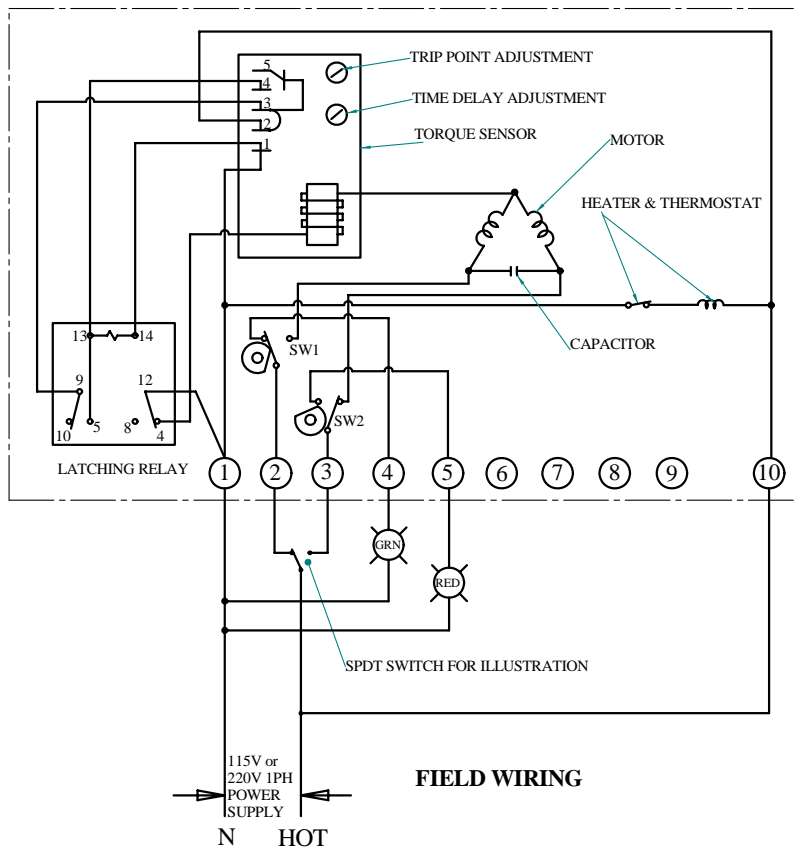 TRIP POINT ADJUSTMENT
TIME DELAY ADJUSTMENT
TORQUE SENSOR
5
4
3
2
1
MOTOR
HEATER & THERMOSTAT
CAPACITOR
SW1
SW2
13
14
9
12
10
5
8
4
LATCHING RELAY
1
2
3
4
5
6
7
8
9
10
GRN
RED
SPDT SWITCH FOR ILLUSTRATION
115V or
220V 1PH
POWER
SUPPLY
FIELD WIRING
N
HOT